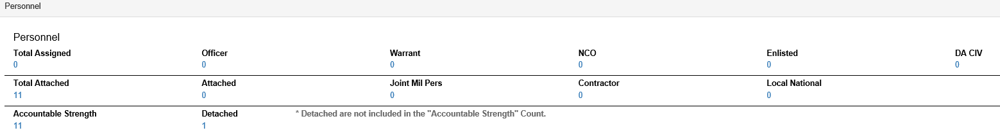 Personnel
Personnel
Total Assigned Officer Warrant NCO Enlisted DA CIV
0 0 0 0 0 0
Total Attached Attached Joint Mil Pers Contractor Local National
11 0 0 0 0
Accountable Strength Detached * Detached are not included in the "Accountable Strength" Count.
11 1